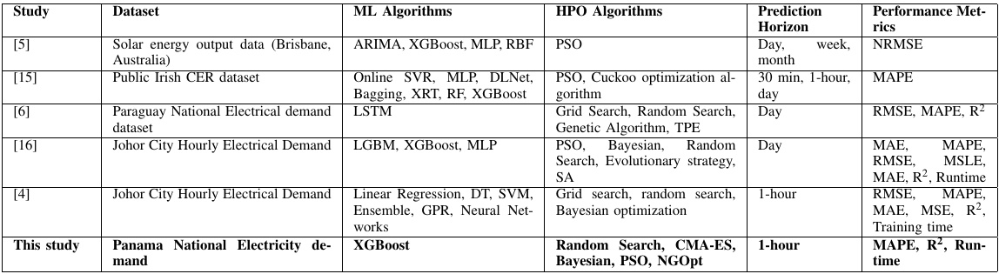 Study Dataset ML Algorithms HPO Algorithms Prediction Horizon Performance Met-
rics
[5] Solar energy output data (Brisbane, Australia) ARIMA, XGBoost, MLP, RBF PSO Day, week, month NRMSE
[15] Public Irish CER dataset Online SVR, MLP, DLNet, Bagging, XRT, RF, XGBoost PSO, Cuckoo optimization al-
gorithm 30 min, 1-hour, day MAPE
[6] Paraguay National Electrical demand dataset LSTM Grid Search, Random Search, Genetic Algorithm, TPE Day RMSE, MAPE, R²
[16] Johor City Hourly Electrical Demand LGBM, XGBoost, MLP PSO, Bayesian, Random Search, Evolutionary strategy, SA Day MAE, MAPE, RMSE, MSLE, MAE, R², Runtime
[4] Johor City Hourly Electrical Demand Linear Regression, DT, SVM, Ensemble, GPR, Neural Net-
works Grid search, random search, Bayesian optimization 1-hour RMSE, MAPE, MAE, MSE, R², Training time
This study Panama National Electricity de-
mand XGBoost Random Search, CMA-ES, Bayesian, PSO, NGOpt 1-hour MAPE, R², Run-
time